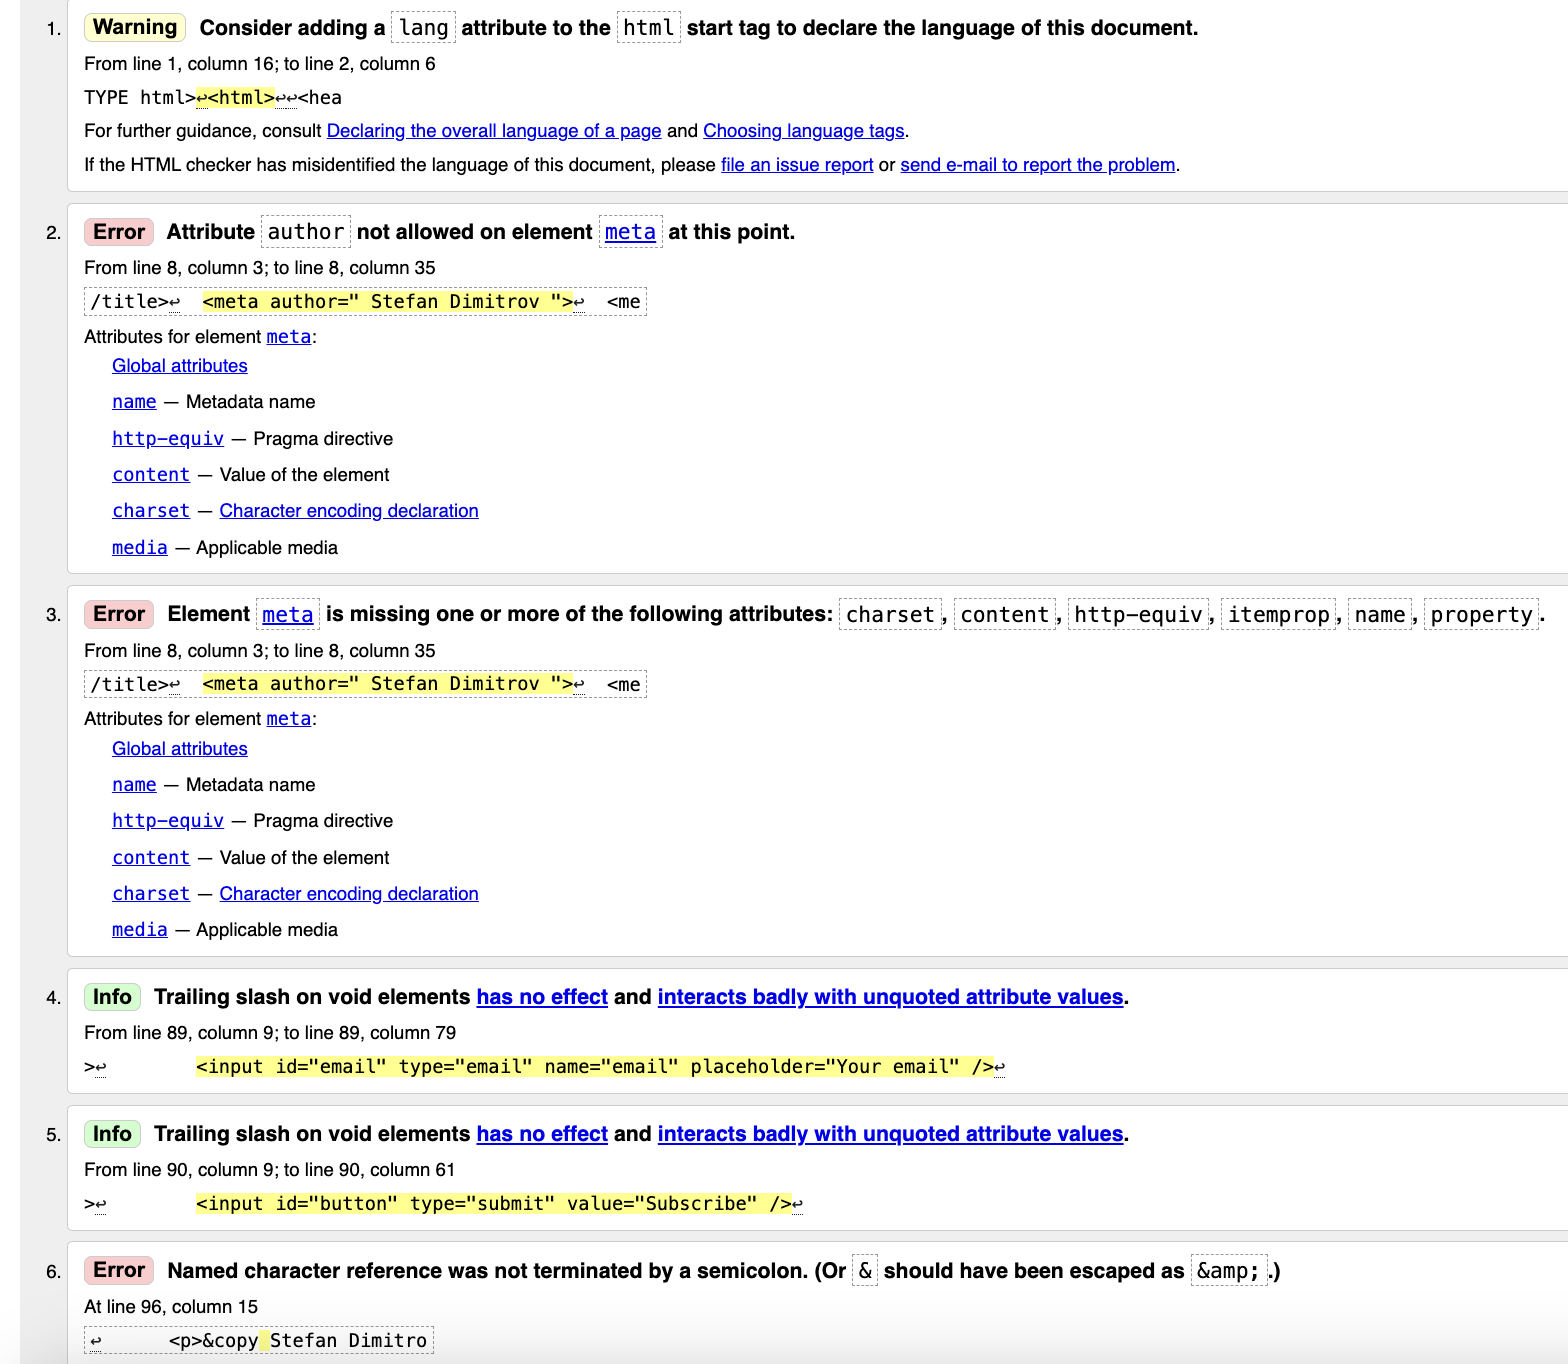 1. Warning Consider adding a lang attribute to the html start tag to declare the language of this document.
From line 1, column 16; to line 2, column 6
TYPE html>↩<html>↩↩<hea
For further guidance, consult Declaring the overall language of a page and Choosing language tags.
If the HTML checker has misidentified the language of this document, please file an issue report or send e-mail to report the problem.
2. Error Attribute author not allowed on element meta at this point.
From line 8, column 3; to line 8, column 35
/title>↩  <meta author=" Stefan Dimitrov ">↩  <me
Attributes for element meta:
Global attributes
name — Metadata name
http-equiv — Pragma directive
content — Value of the element
charset — Character encoding declaration
media — Applicable media
3. Error Element meta is missing one or more of the following attributes: charset, content, http-equiv, itemprop, name, property.
From line 8, column 3; to line 8, column 35
/title>↩  <meta author=" Stefan Dimitrov ">↩  <me
Attributes for element meta:
Global attributes
name — Metadata name
http-equiv — Pragma directive
content — Value of the element
charset — Character encoding declaration
media — Applicable media
4. Info Trailing slash on void elements has no effect and interacts badly with unquoted attribute values.
From line 89, column 9; to line 89, column 79
>↩        <input id="email" type="email" name="email" placeholder="Your email" />↩
5. Info Trailing slash on void elements has no effect and interacts badly with unquoted attribute values.
From line 90, column 9; to line 90, column 61
>↩        <input id="button" type="submit" value="Subscribe" />↩
6. Error Named character reference was not terminated by a semicolon. (Or & should have been escaped as &amp;.)
At line 96, column 15
↩      <p>&copy Stefan Dimitro